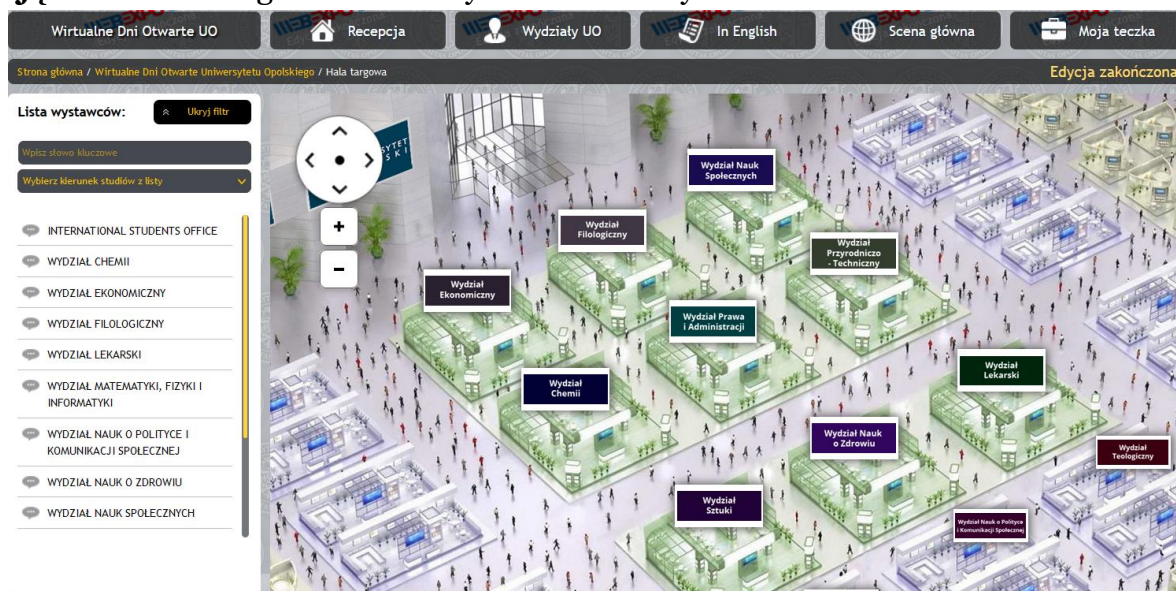 Wirtualne Dni Otwarte UO
Recepcja
Wydziały UO
In English
Scena główna
Moja teczka
Strona główna / Wirtualne Dni Otwarte Uniwersytetu Opolskiego / Hala targowa
Edycja zakończona
Lista wystawców:
Ukryj filtr
Wpisz słowo kluczowe
Wybierz kierunek studiów z listy
INTERNATIONAL STUDENTS OFFICE
WYDZIAŁ CHEMII
WYDZIAŁ EKONOMICZNY
WYDZIAŁ FILOLOGICZNY
WYDZIAŁ LEKARSKI
WYDZIAŁ MATEMATYKI, FIZYKI I
INFORMATYKI
WYDZIAŁ NAUK O POLITYCE I
KOMUNIKACJI SPOŁECZNEJ
WYDZIAŁ NAUK O ZDROWIU
WYDZIAŁ NAUK SPOŁECZNYCH
Wydział Nauk
Społecznych
Wydział
Filologiczny
Wydział
Przyrodniczo
- Techniczny
Wydział
Ekonomiczny
Wydział Prawa
i Administracji
Wydział
Lekarski
Wydział
Chemii
Wydział Nauk
o Zdrowiu
Wydział
Teologiczny
Wydział
Sztuki
Wydział Nauk o Polityce
i Komunikacji Społecznej